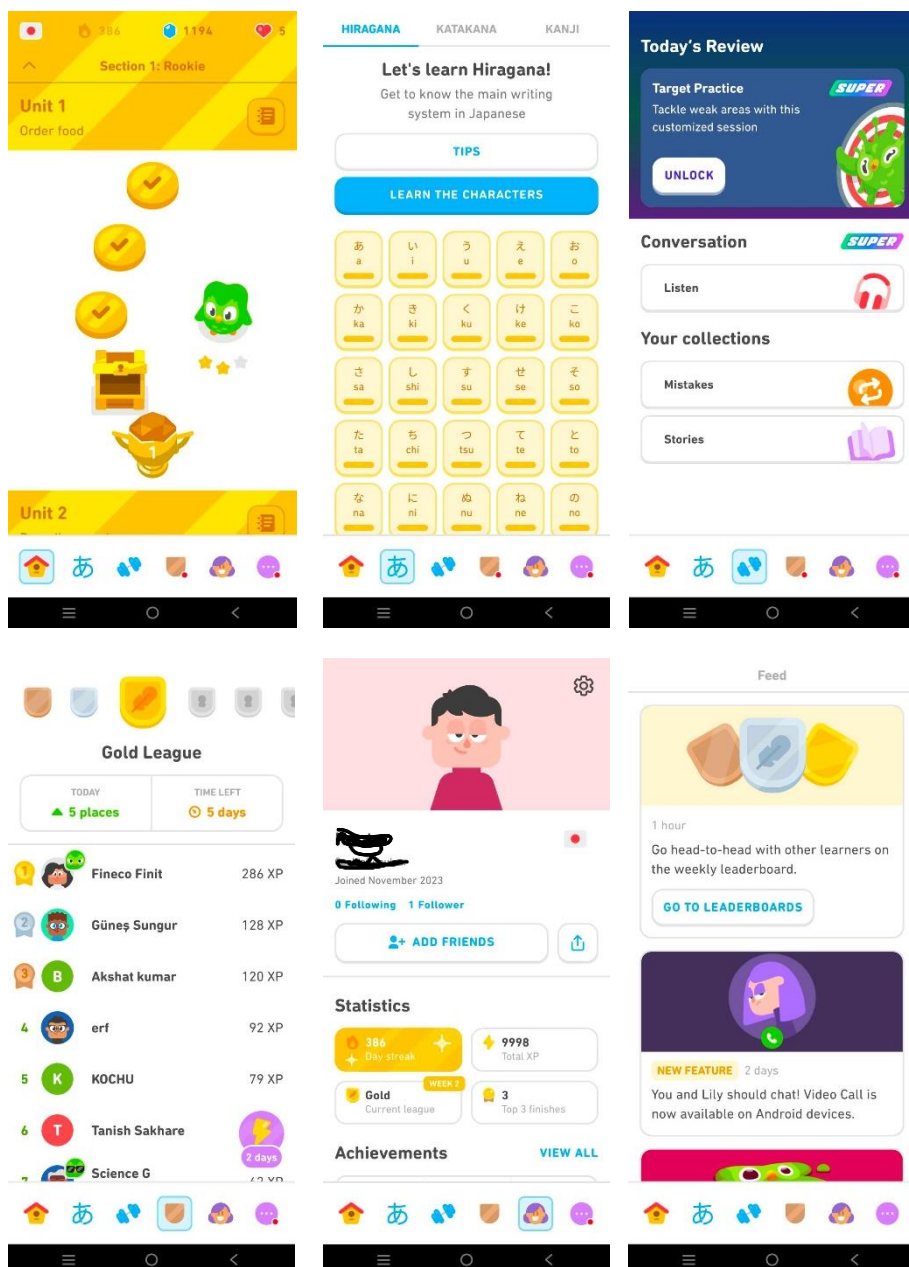 386 1194 5
Section 1: Rookie
Unit 1
Order food
1
Unit 2
HIRAGANA KATAKANA KANJI
Let's learn Hiragana!
Get to know the main writing
system in Japanese
TIPS
LEARN THE CHARACTERS
あ い う え お
a i u e o
か き く け こ
ka ki ku ke ko
さ し す せ そ
sa shi su se so
た ち つ て と
ta chi tsu te to
な に ぬ ね の
na ni nu ne no
Today's Review
Target Practice SUPER
Tackle weak areas with this
customized session
UNLOCK
Conversation SUPER
Listen
Your collections
Mistakes
Stories
あ
あ
あ
Gold League
TODAY TIME LEFT
5 places 5 days
1 Fineco Finit 286 XP
2 Güneş Sungur 128 XP
3 B Akshat kumar 120 XP
4 erf 92 XP
5 K KOCHU 79 XP
6 T Tanish Sakhare
2 days
Science G
あ
Joined November 2023
0 Following 1 Follower
ADD FRIENDS
Statistics
386 9998
Day streak Total XP
WEEK 2
Gold 3
Current league Top 3 finishes
Achievements VIEW ALL
あ
Feed
1 hour
Go head-to-head with other learners on
the weekly leaderboard.
GO TO LEADERBOARDS
NEW FEATURE 2 days
You and Lily should chat! Video Call is
now available on Android devices.
あ